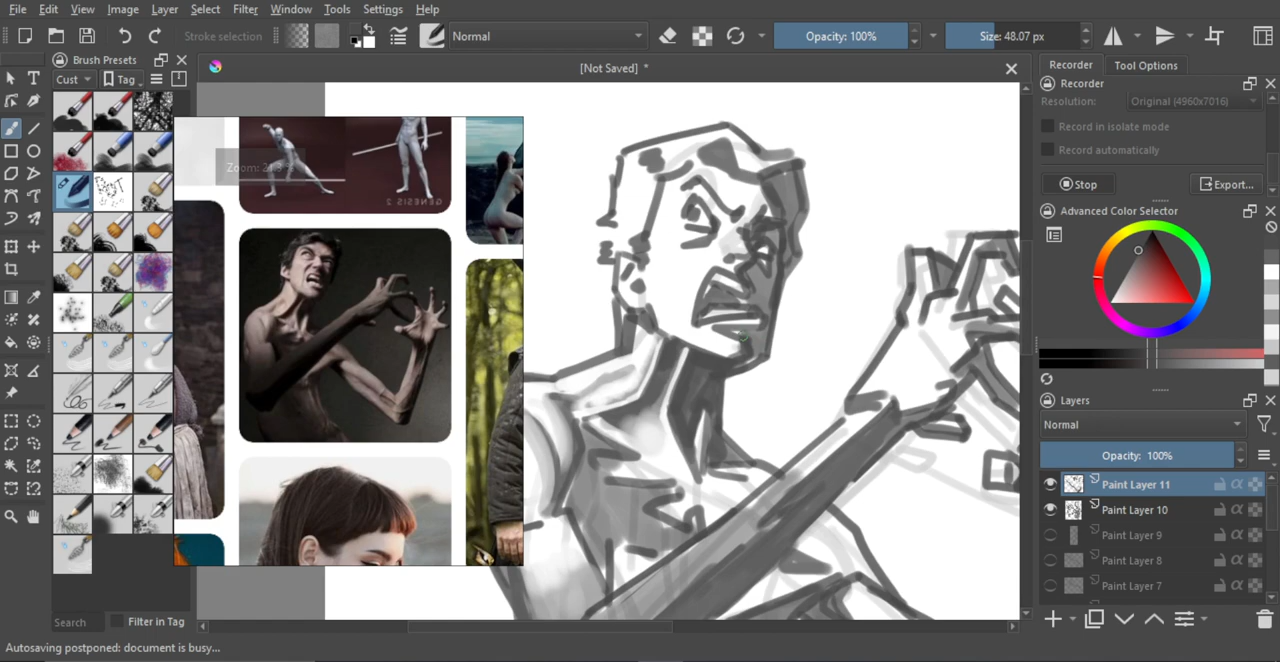 File Edit View Image Layer Select Filter Window Tools Settings Help
Stroke selection
Normal
Opacity: 100%
Size: 48.07 px
Brush Presets
Cust
Tag
[Not Saved] *
Recorder
Tool Options
Recorder
Resolution: Original (4960x7016)
Record in isolate mode
Record automatically
Stop
Export...
Advanced Color Selector
Layers
Normal
Opacity: 100%
Paint Layer 11
Paint Layer 10
Paint Layer 9
Paint Layer 8
Paint Layer 7
GENESIS 2
Search
Filter in Tag
Autosaving postponed: document is busy...